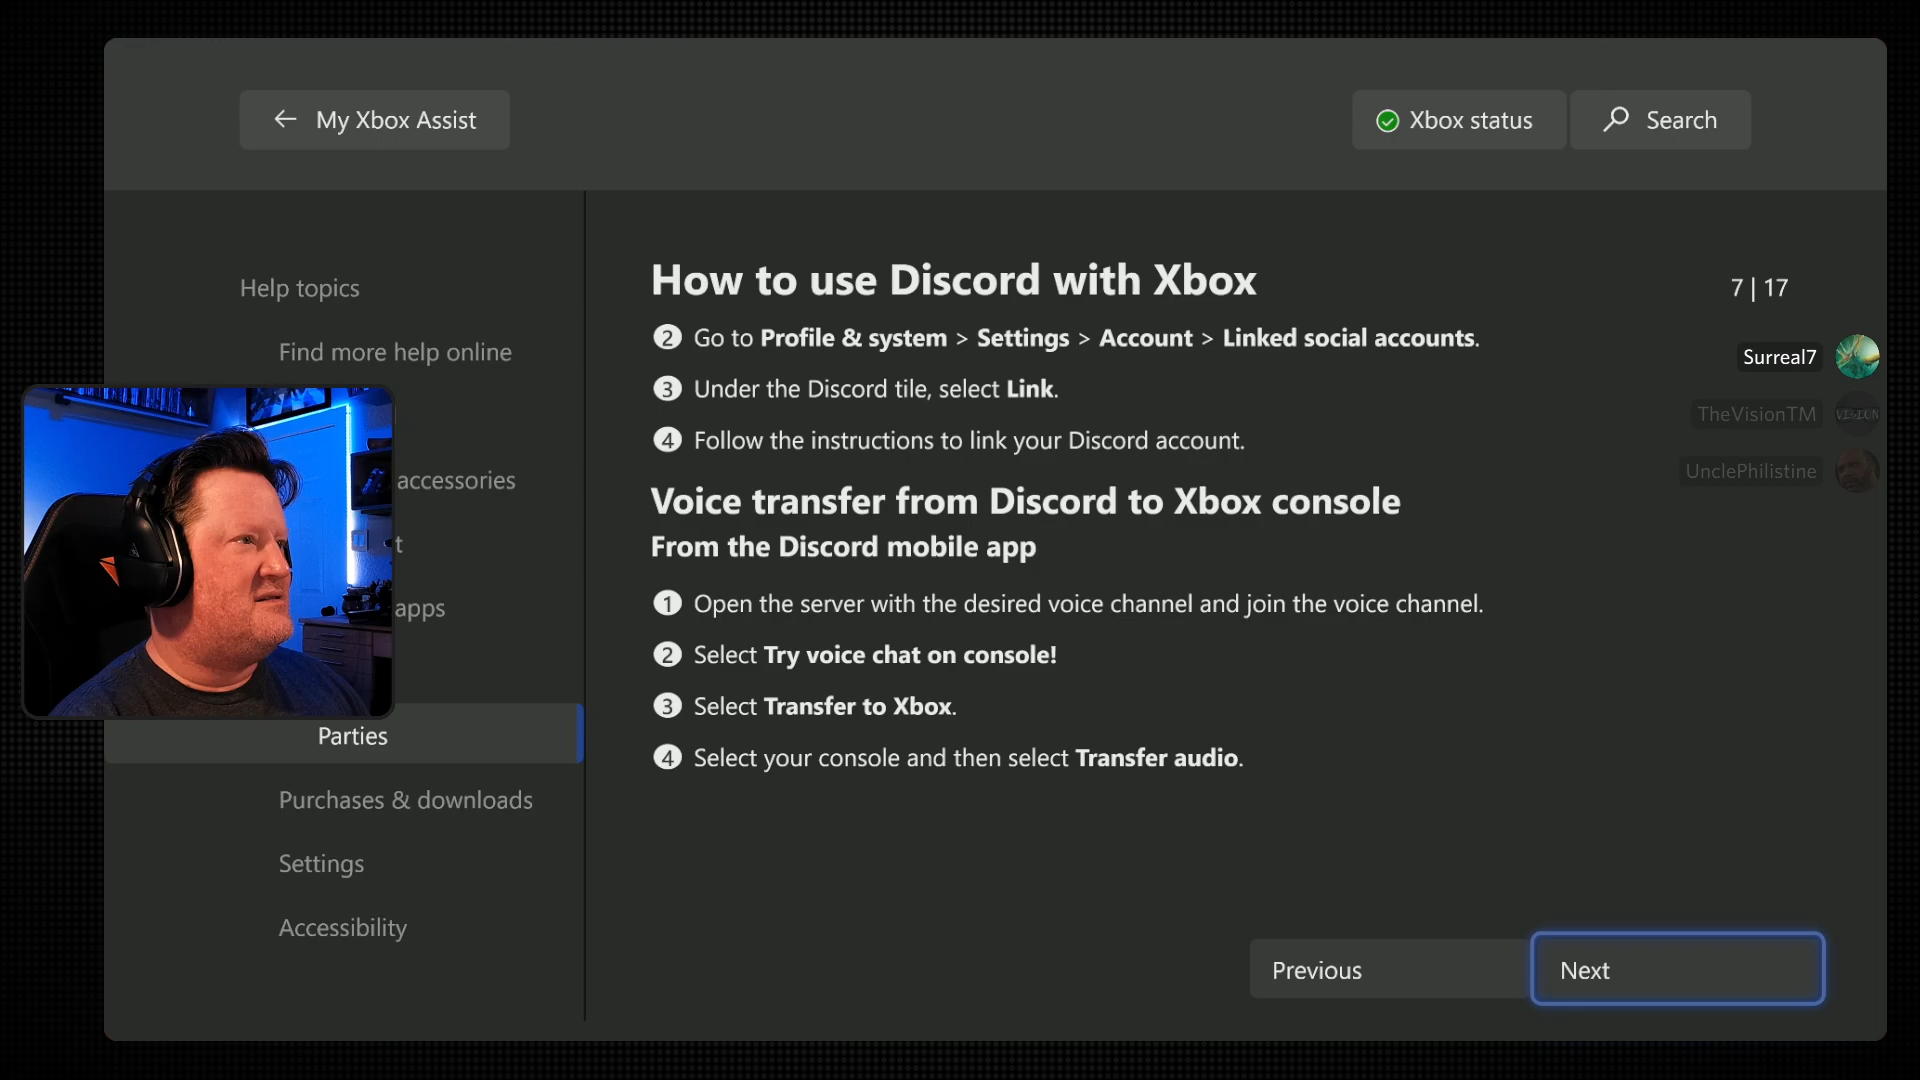 ← My Xbox Assist
Xbox status
Search
Help topics
Find more help online
accessories
t
apps
Parties
Purchases & downloads
Settings
Accessibility
How to use Discord with Xbox
7 | 17
2 Go to Profile & system > Settings > Account > Linked social accounts.
3 Under the Discord tile, select Link.
4 Follow the instructions to link your Discord account.
Voice transfer from Discord to Xbox console
From the Discord mobile app
1 Open the server with the desired voice channel and join the voice channel.
2 Select Try voice chat on console!
3 Select Transfer to Xbox.
4 Select your console and then select Transfer audio.
Surreal7
TheVisionTM
VISION
UnclePhilistine
Previous
Next